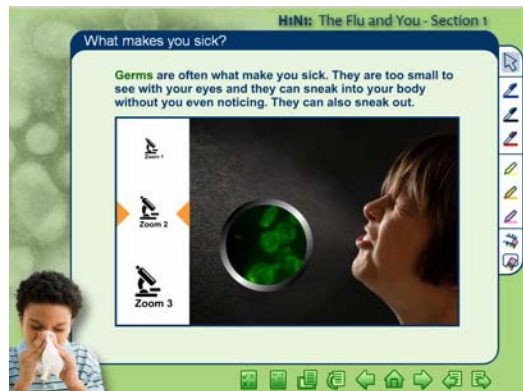 H1N1: The Flu and You - Section 1
What makes you sick?
Germs are often what make you sick. They are too small to
see with your eyes and they can sneak into your body
without you even noticing. They can also sneak out.
Zoom 1
Zoom 2
Zoom 3